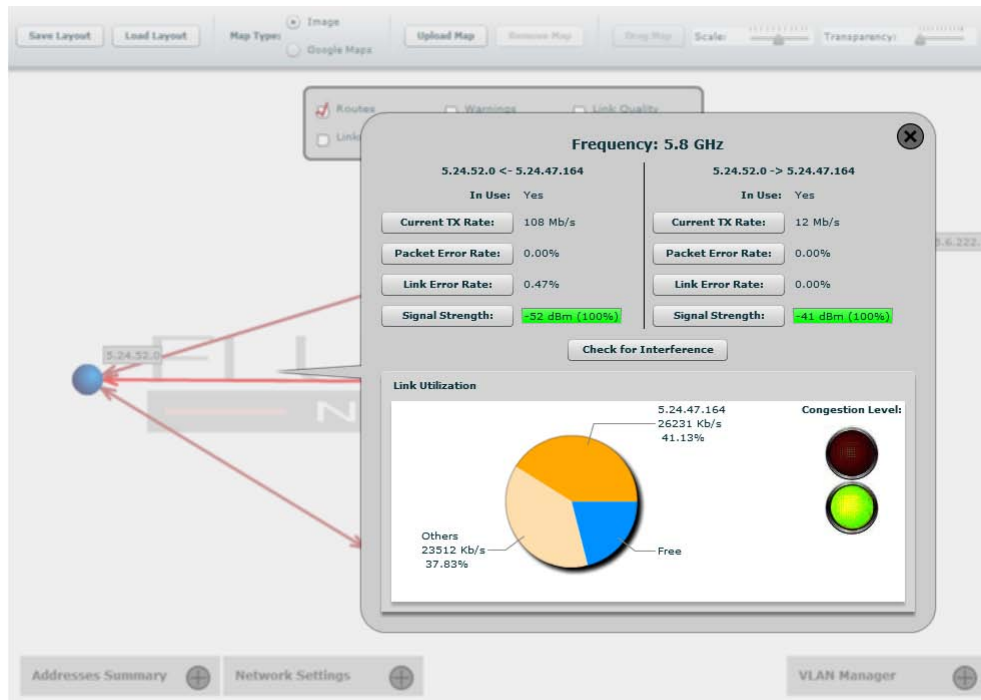 Save Layout Load Layout Map Type: Image Google Maps Upload Map Remove Map Drag Map Scale: Transparency:
Routes Warnings Link Quality
Link
Frequency: 5.8 GHz
5.24.52.0 <- 5.24.47.164
In Use: Yes
Current TX Rate: 108 Mb/s
Packet Error Rate: 0.00%
Link Error Rate: 0.47%
Signal Strength: -52 dBm (100%)
5.24.52.0 -> 5.24.47.164
In Use: Yes
Current TX Rate: 12 Mb/s
Packet Error Rate: 0.00%
Link Error Rate: 0.00%
Signal Strength: -41 dBm (100%)
Check for Interference
5.24.52.0
.6.222.
Link Utilization
5.24.47.164
26231 Kb/s
41.13%
Others
23512 Kb/s
37.83%
Free
Congestion Level:
Addresses Summary Network Settings VLAN Manager